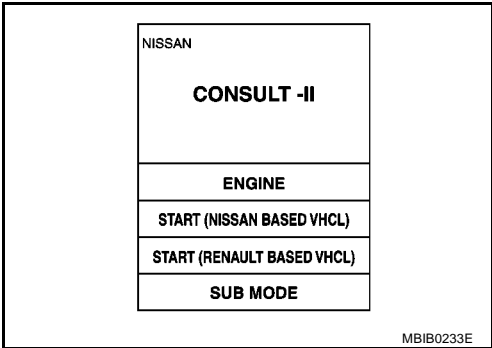 NISSAN
CONSULT -II
ENGINE
START (NISSAN BASED VHCL)
START (RENAULT BASED VHCL)
SUB MODE
MBIB0233E